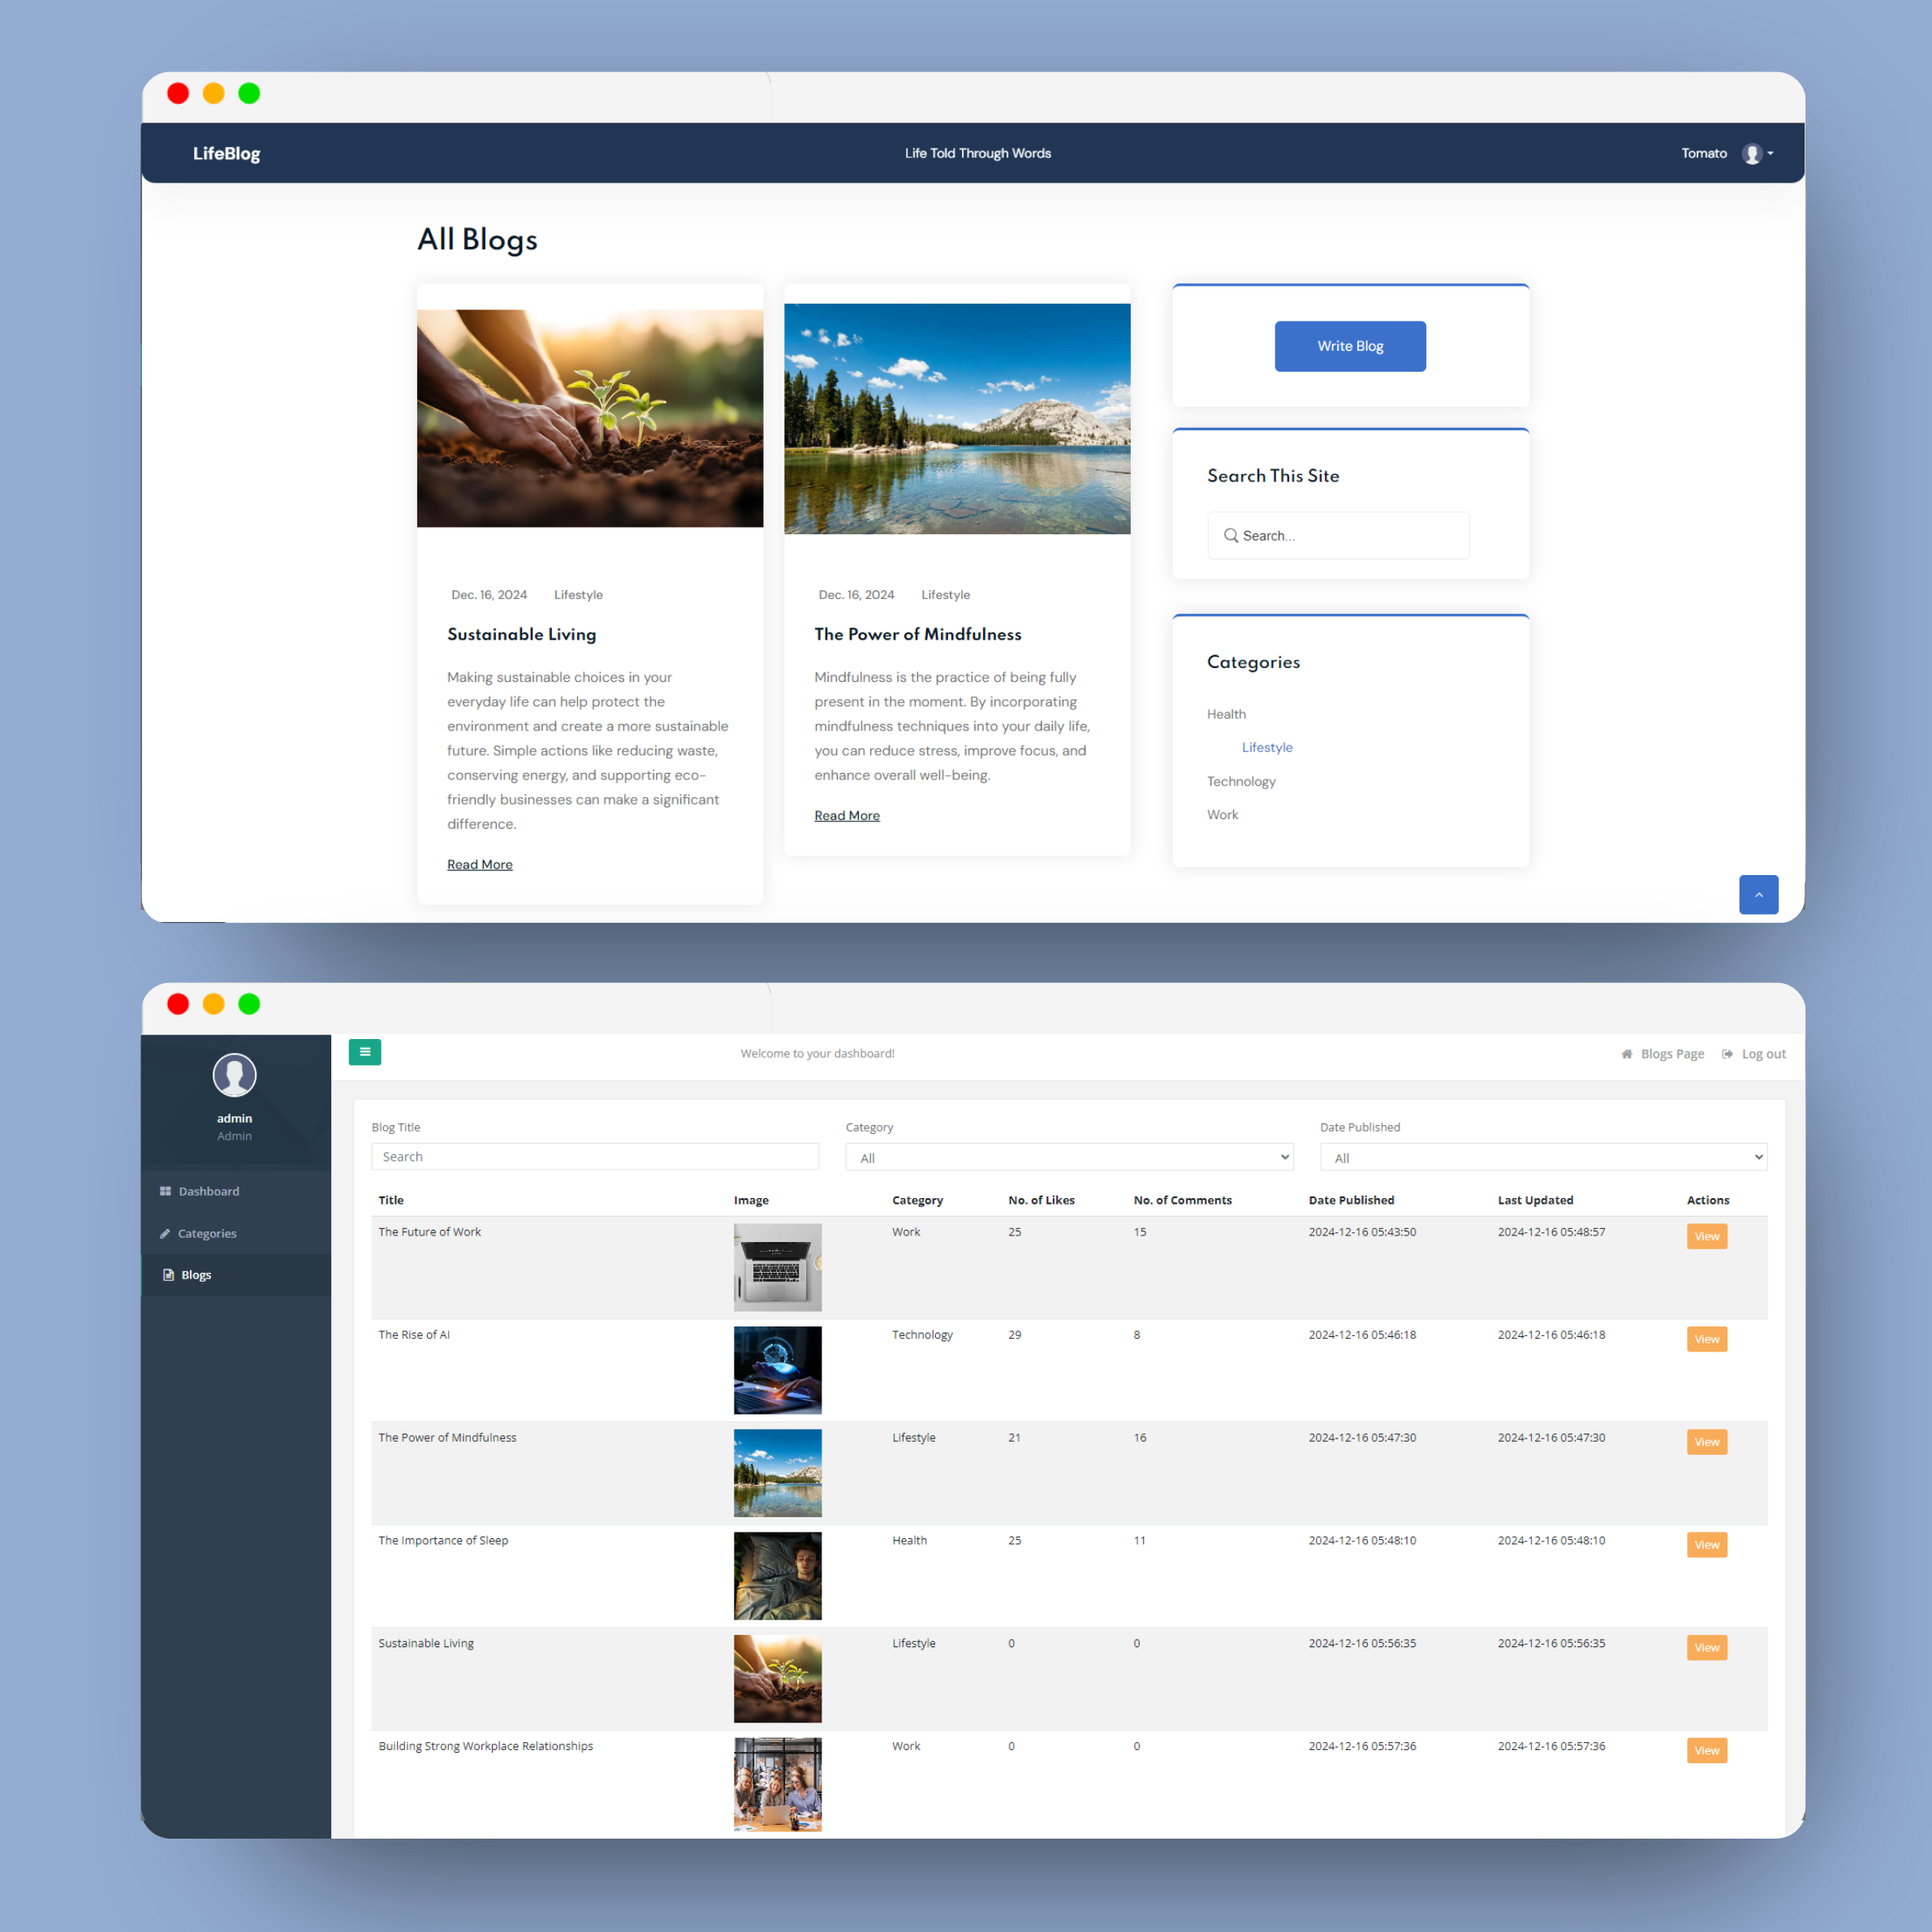 LifeBlog
Life Told Through Words
Tomato
All Blogs
Dec. 16, 2024 Lifestyle
Sustainable Living
Making sustainable choices in your
everyday life can help protect the
environment and create a more sustainable
future. Simple actions like reducing waste,
conserving energy, and supporting eco-
friendly businesses can make a significant
difference.
Read More
Dec. 16, 2024 Lifestyle
The Power of Mindfulness
Mindfulness is the practice of being fully
present in the moment. By incorporating
mindfulness techniques into your daily life,
you can reduce stress, improve focus, and
enhance overall well-being.
Read More
Write Blog
Search This Site
Search...
Categories
Health
Lifestyle
Technology
Work
admin
Admin
Dashboard
Categories
Blogs
Welcome to your dashboard!
Blogs Page Log out
Blog Title Category Date Published
Search All All
Title Image Category No. of Likes No. of Comments Date Published Last Updated Actions
The Future of Work Work 25 15 2024-12-16 05:43:50 2024-12-16 05:48:57 View
The Rise of AI Technology 29 8 2024-12-16 05:46:18 2024-12-16 05:46:18 View
The Power of Mindfulness Lifestyle 21 16 2024-12-16 05:47:30 2024-12-16 05:47:30 View
The Importance of Sleep Health 25 11 2024-12-16 05:48:10 2024-12-16 05:48:10 View
Sustainable Living Lifestyle 0 0 2024-12-16 05:56:35 2024-12-16 05:56:35 View
Building Strong Workplace Relationships Work 0 0 2024-12-16 05:57:36 2024-12-16 05:57:36 View